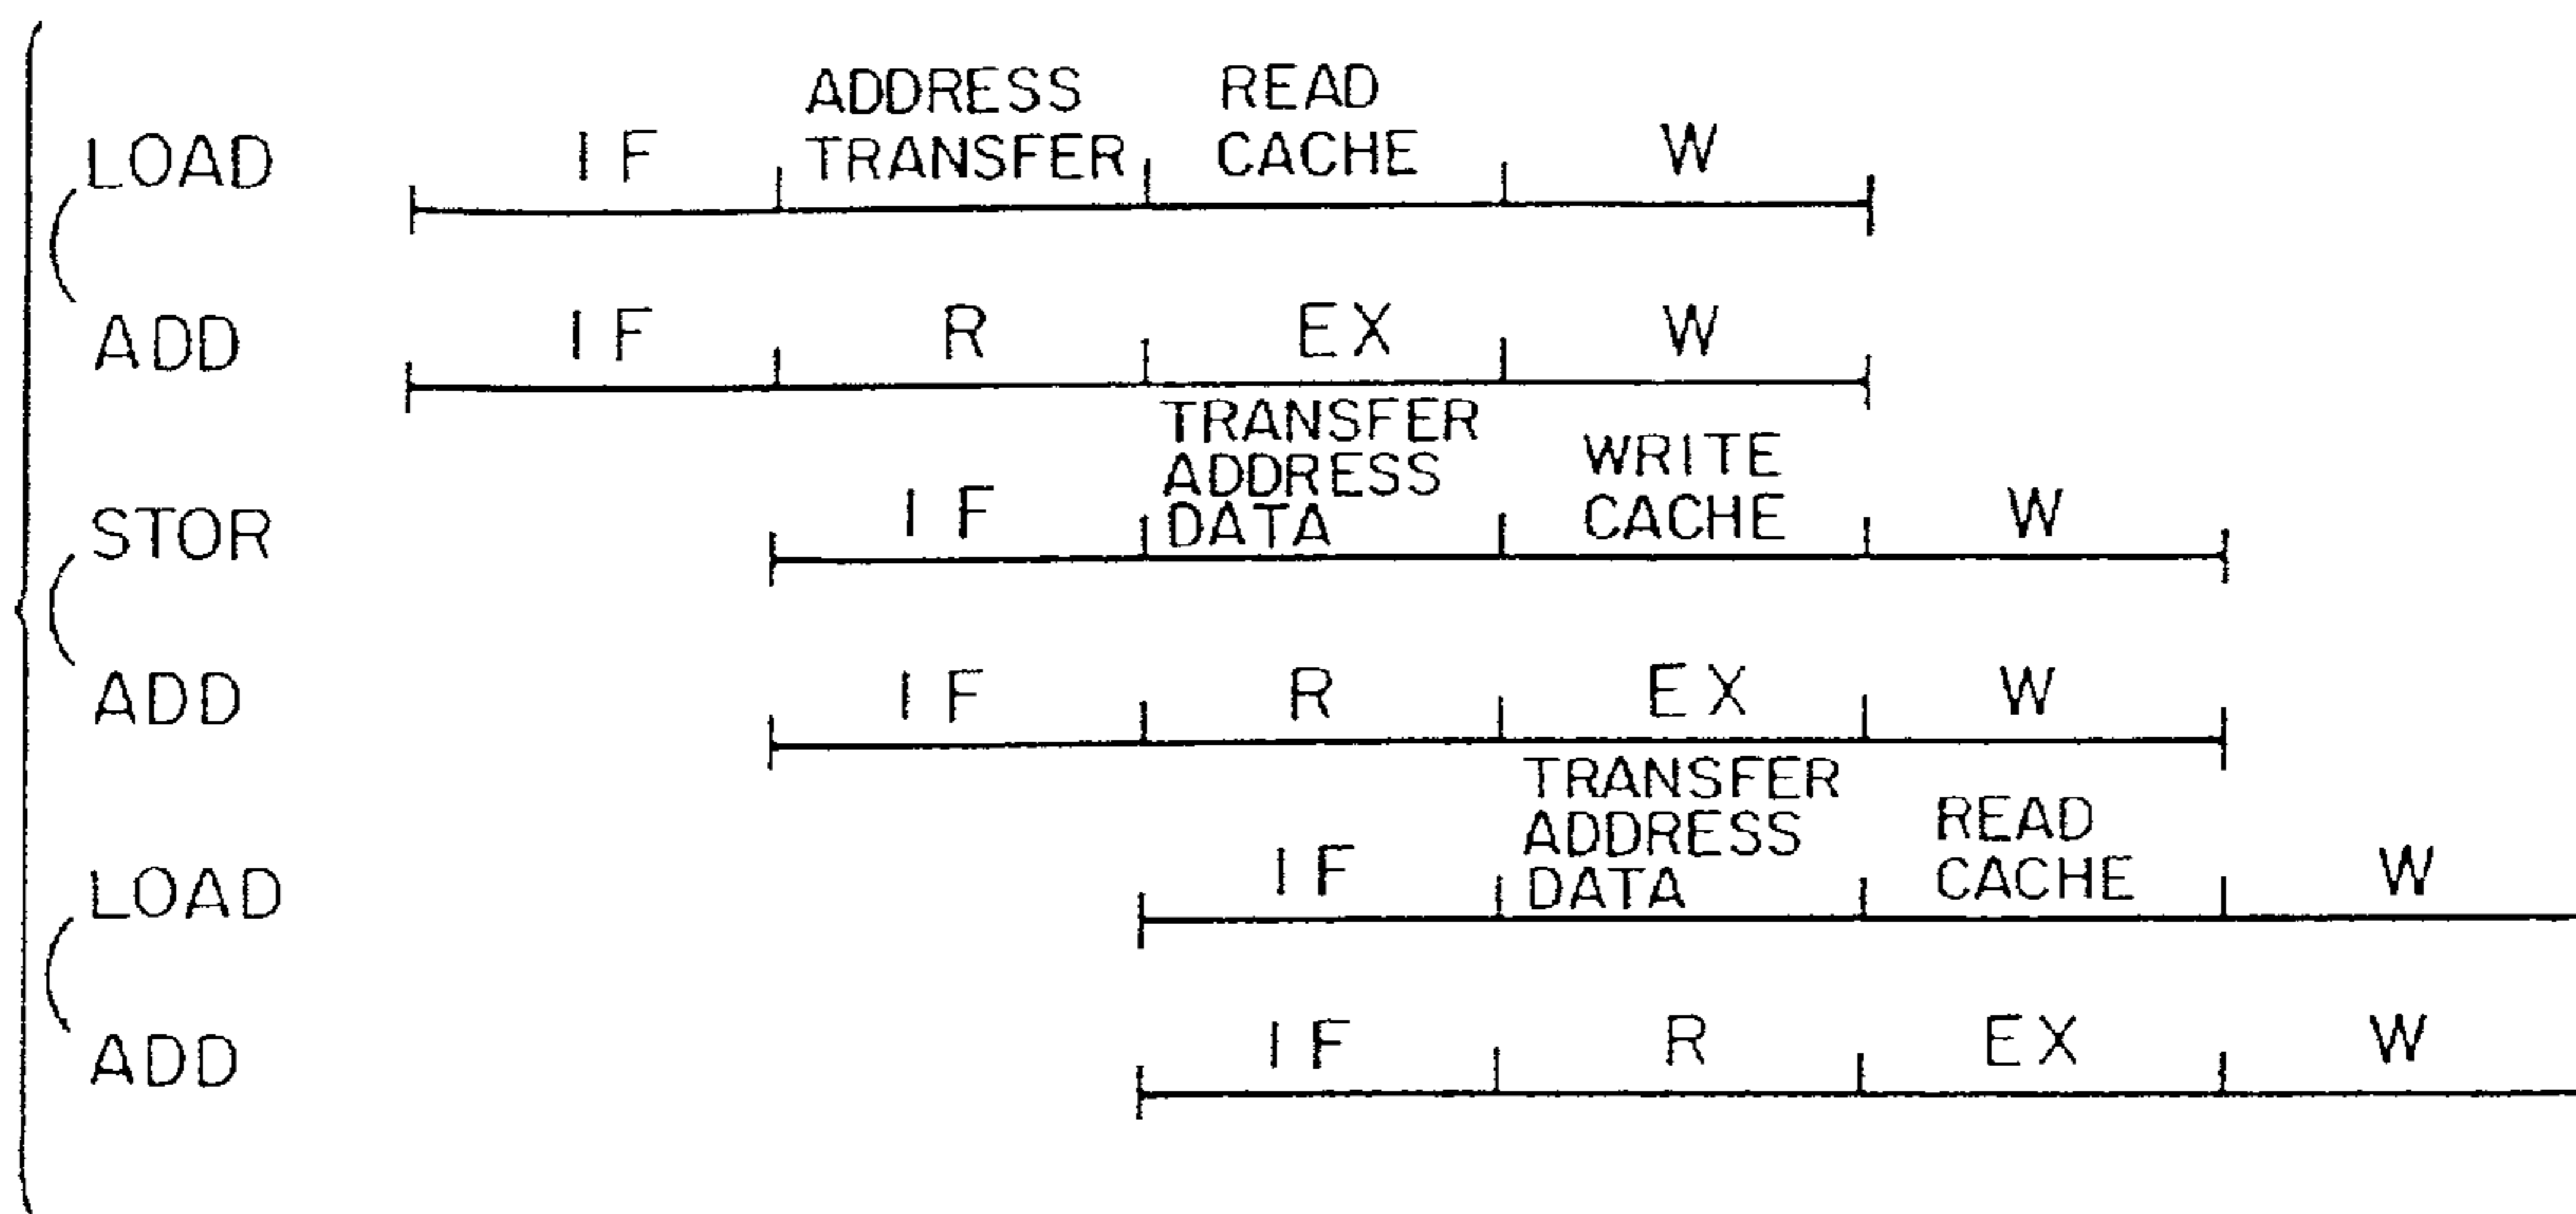 ADDRESS READ
LOAD IF TRANSFER CACHE W
ADD IF R EX W
TRANSFER
ADDRESS WRITE
STOR IF DATA CACHE W
ADD IF R EX W
TRANSFER
ADDRESS READ
LOAD IF DATA CACHE W
ADD IF R EX W